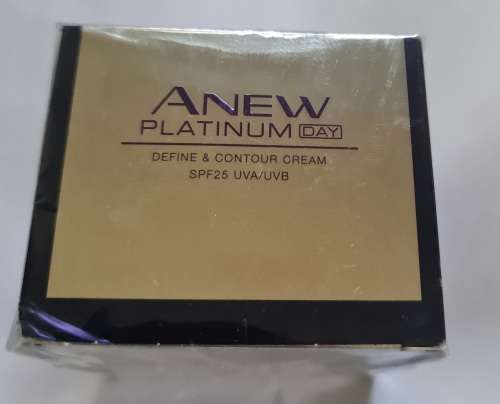 ANEW
PLATINUM DAY
DEFINE & CONTOUR CREAM
SPF25 UVA/UVB